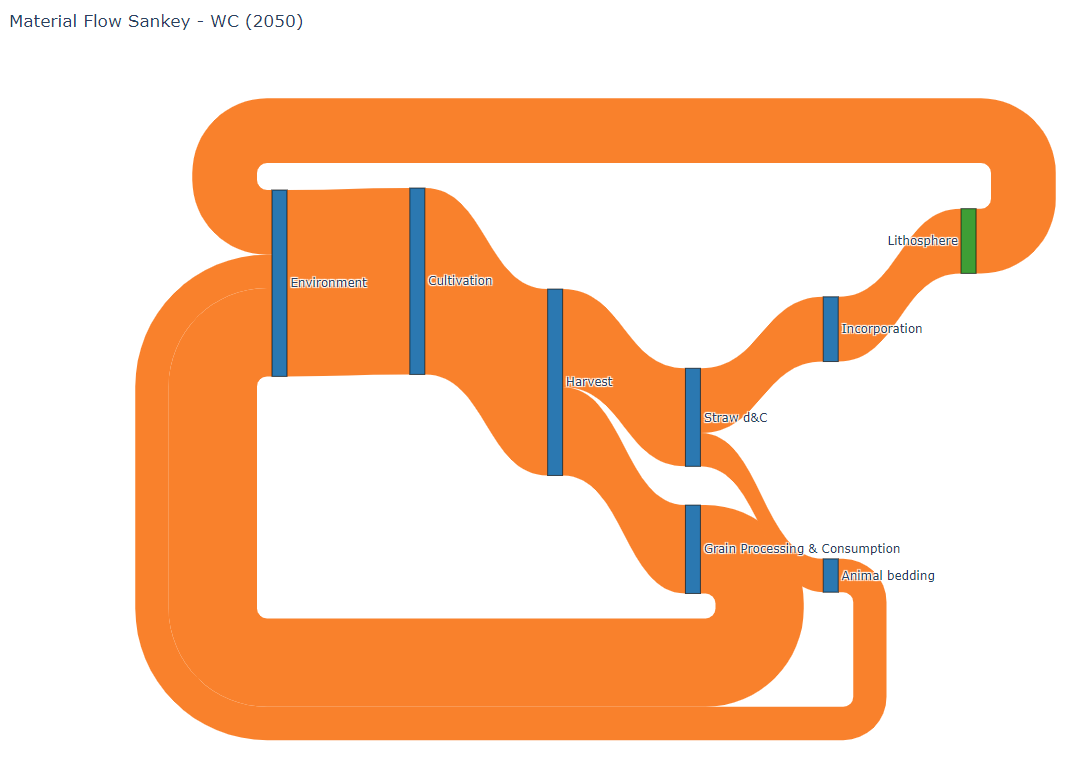 Material Flow Sankey - WC (2050)
Lithosphere
Environment
Cultivation
Incorporation
Harvest
Straw d&C
Grain Processing & Consumption
Animal bedding